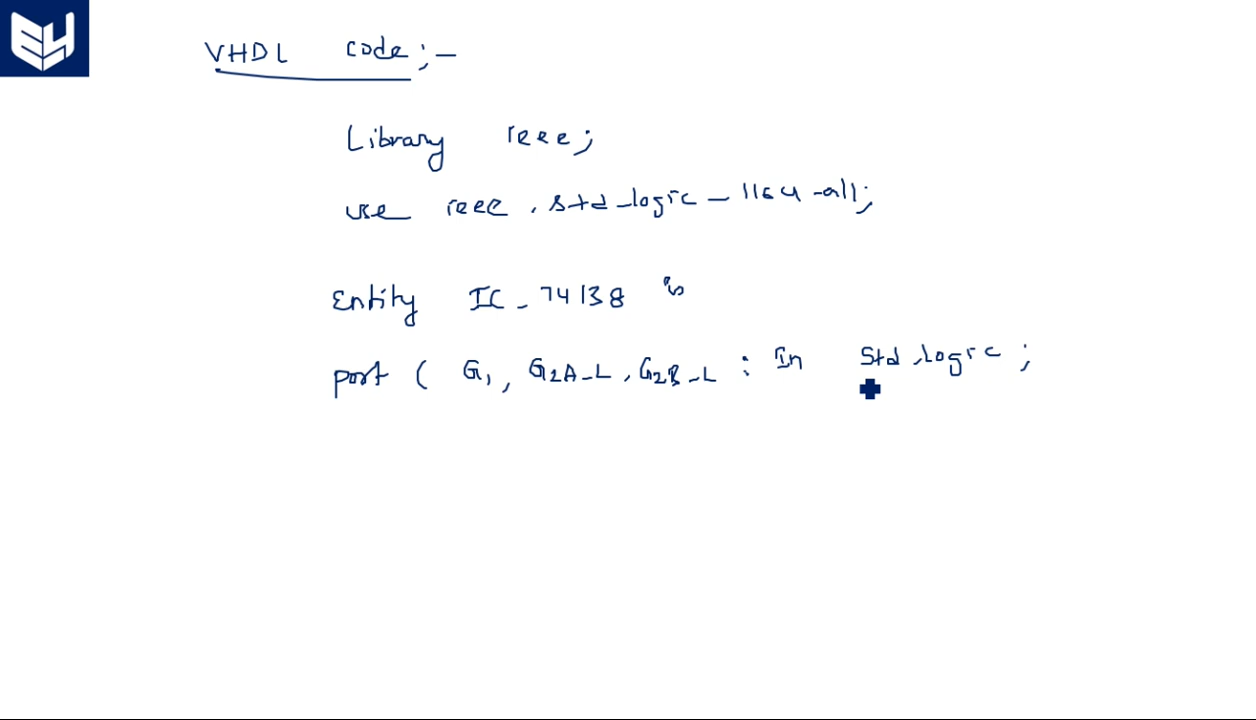 VHDL code ;-
Library ieee;
use ieee . std_logic_1164 -all;
Entity IC_74138 is
port ( G1, G2A_L, G2B_L : In Std_logic ;